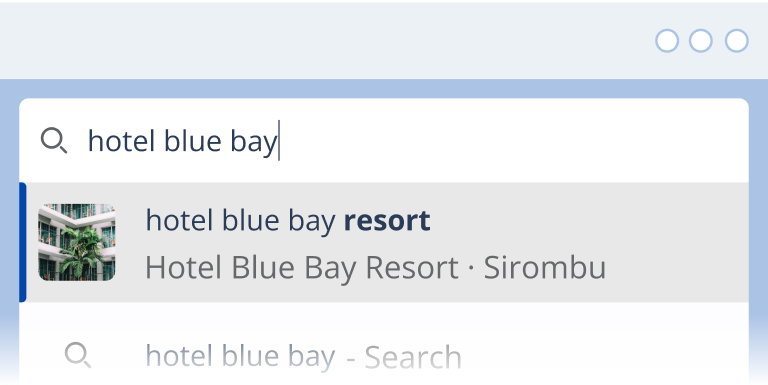 hotel blue bay
hotel blue bay resort
Hotel Blue Bay Resort · Sirombu
hotel blue bay - Search